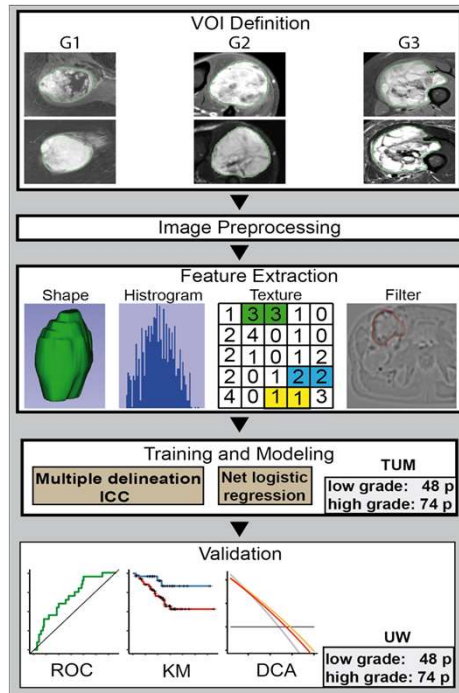 VOI Definition
G1 G2 G3
Image Preprocessing
Feature Extraction
Shape Histrogram Texture Filter
1 3 3 1 0
2 4 0 1 0
2 1 0 1 2
2 0 1 2 2
4 0 1 1 3
Training and Modeling
Multiple delineation
ICC
Net logistic
regression
TUM
low grade: 48 p
high grade: 74 p
Validation
ROC KM DCA
UW
low grade: 48 p
high grade: 74 p